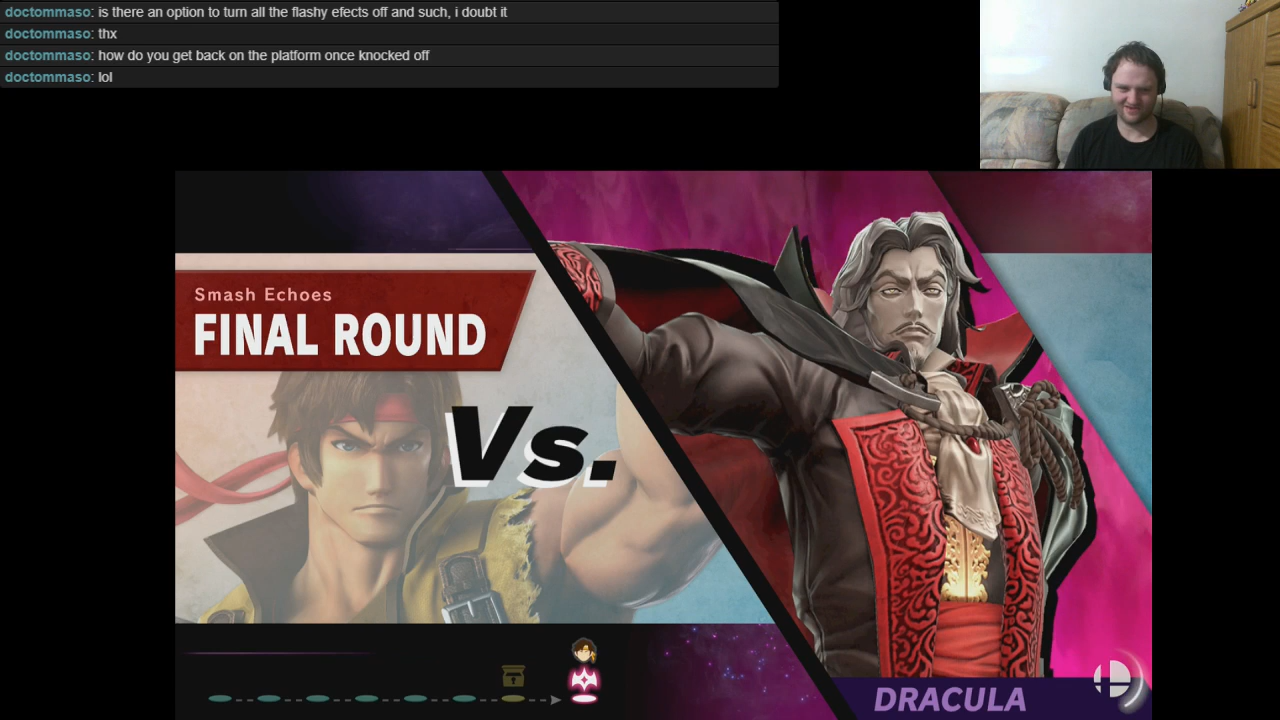 doctommaso: is there an option to turn all the flashy efects off and such, i doubt it
doctommaso: thx
doctommaso: how do you get back on the platform once knocked off
doctommaso: lol
Smash Echoes
FINAL ROUND
Vs.
DRACULA